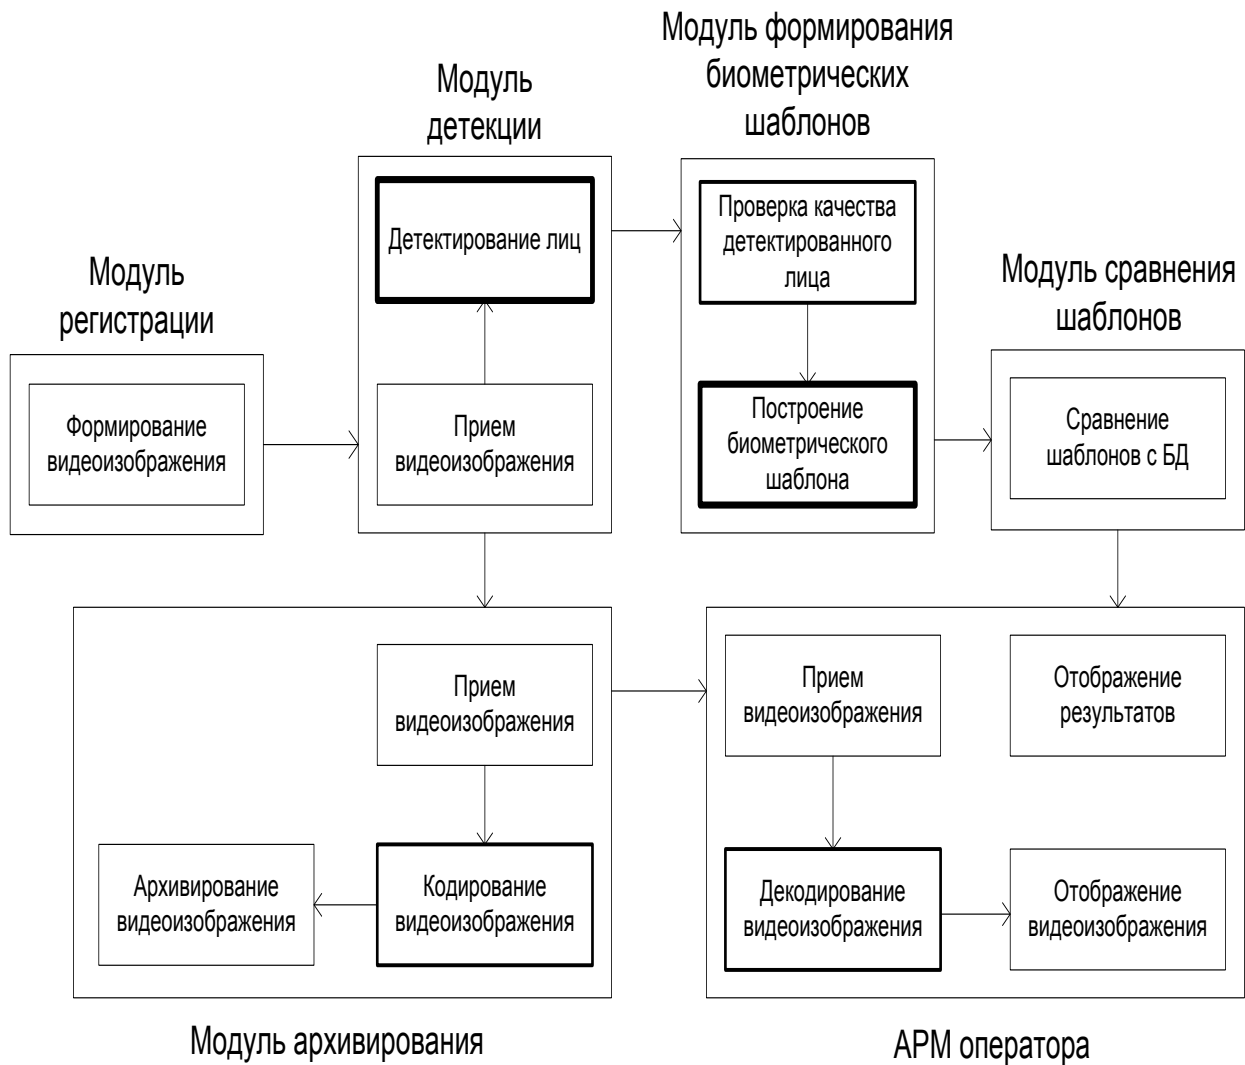 Модуль формирования
биометрических
шаблонов
Модуль
детекции
Детектирование лиц
Проверка качества
детектированного
лица
Модуль
регистрации
Модуль сравнения
шаблонов
Формирование
видеоизображения
Прием
видеоизображения
Построение
биометрического
шаблона
Сравнение
шаблонов с БД
Прием
видеоизображения
Прием
видеоизображения
Отображение
результатов
Архивирование
видеоизображения
Кодирование
видеоизображения
Декодирование
видеоизображения
Отображение
видеоизображения
Модуль архивирования
АРМ оператора